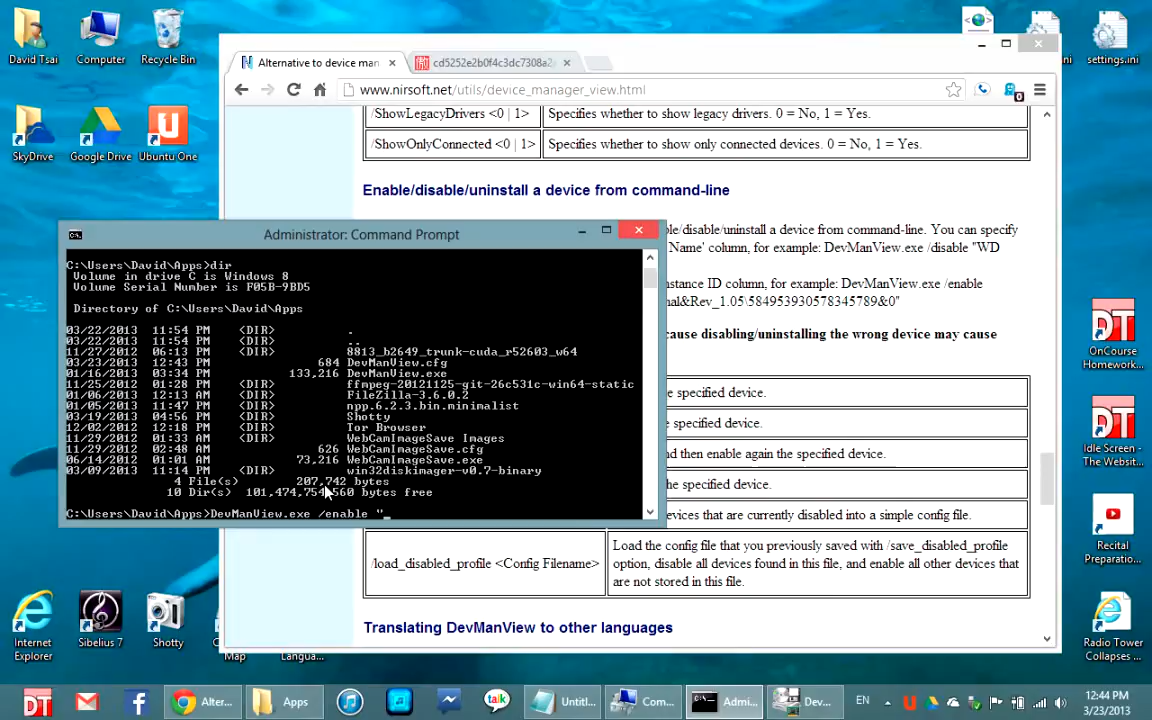 David Tsai
Computer
Recycle Bin
SkyDrive
Google Drive
Ubuntu One
settings.ini
Alternative to device man
cd5252e2b0f4c3dc7308a2
www.nirsoft.net/utils/device_manager_view.html
/ShowLegacyDrivers <0 | 1>
Specifies whether to show legacy drivers. 0 = No, 1 = Yes.
/ShowOnlyConnected <0 | 1>
Specifies whether to show only connected devices. 0 = No, 1 = Yes.
Enable/disable/uninstall a device from command-line
ble/disable/uninstall a device from command-line. You can specify
Name' column, for example: DevManView.exe /disable "WD
nstance ID column, for example: DevManView.exe /enable
nal&Rev_1.05\584953930578345789&0"
cause disabling/uninstalling the wrong device may cause
e specified device.
e specified device.
nd then enable again the specified device.
the specified device.
evices that are currently disabled into a simple config file.
/load_disabled_profile <Config Filename>
Load the config file that you previously saved with /save_disabled_profile
option, disable all devices found in this file, and enable all other devices that
are not stored in this file.
Translating DevManView to other languages
Administrator: Command Prompt
C:\Users\David\Apps>dir
Volume in drive C is Windows 8
Volume Serial Number is F05B-9BD5
Directory of C:\Users\David\Apps
03/22/2013 11:54 PM <DIR> .
03/22/2013 11:54 PM <DIR> ..
11/27/2012 06:13 PM <DIR> 8813_b2649_trunk-cuda_r52603_w64
03/23/2013 12:43 PM 684 DevManView.cfg
01/16/2013 03:34 PM 133,216 DevManView.exe
11/25/2012 01:28 PM <DIR> ffmpeg-20121125-git-26c531c-win64-static
01/06/2013 12:13 AM <DIR> FileZilla-3.6.0.2
01/05/2013 11:47 PM <DIR> npp.6.2.3.bin.minimalist
03/19/2013 04:56 PM <DIR> Shotty
12/02/2012 12:18 PM <DIR> Tor Browser
11/29/2012 01:33 AM <DIR> WebCamImageSave Images
11/29/2012 02:48 AM 626 WebCamImageSave.cfg
06/14/2012 01:01 AM 73,216 WebCamImageSave.exe
03/09/2013 11:14 PM <DIR> win32diskimager-v0.7-binary
4 File(s) 207,742 bytes
10 Dir(s) 101,474,754,560 bytes free
C:\Users\David\Apps>DevManView.exe /enable "_
OnCourse
Homework...
Idle Screen
- The Websit...
Recital
Preparatio...
Radio Tower
Collapses ...
Internet
Explorer
Sibelius 7
Shotty
Map
Langua...
Alter...
Apps
talk
Untitl...
Com...
Admi...
Dev...
EN
12:44 PM
3/23/2013